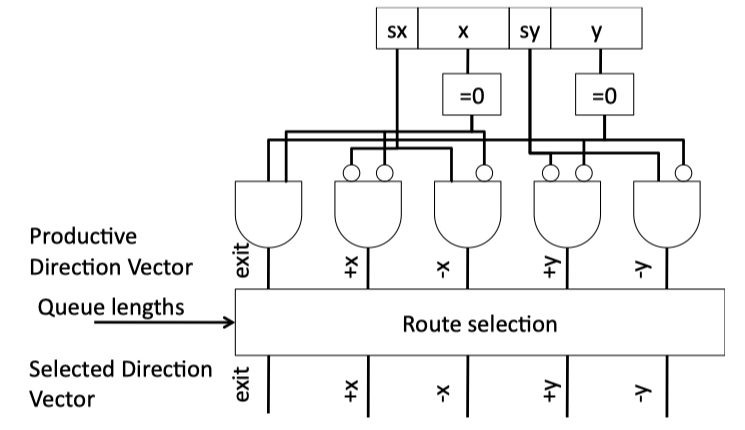 sx x sy y
=0 =0
Productive
Direction Vector
exit +x -x +y -y
Queue lengths
Route selection
Selected Direction
Vector
exit +x -x +y -y